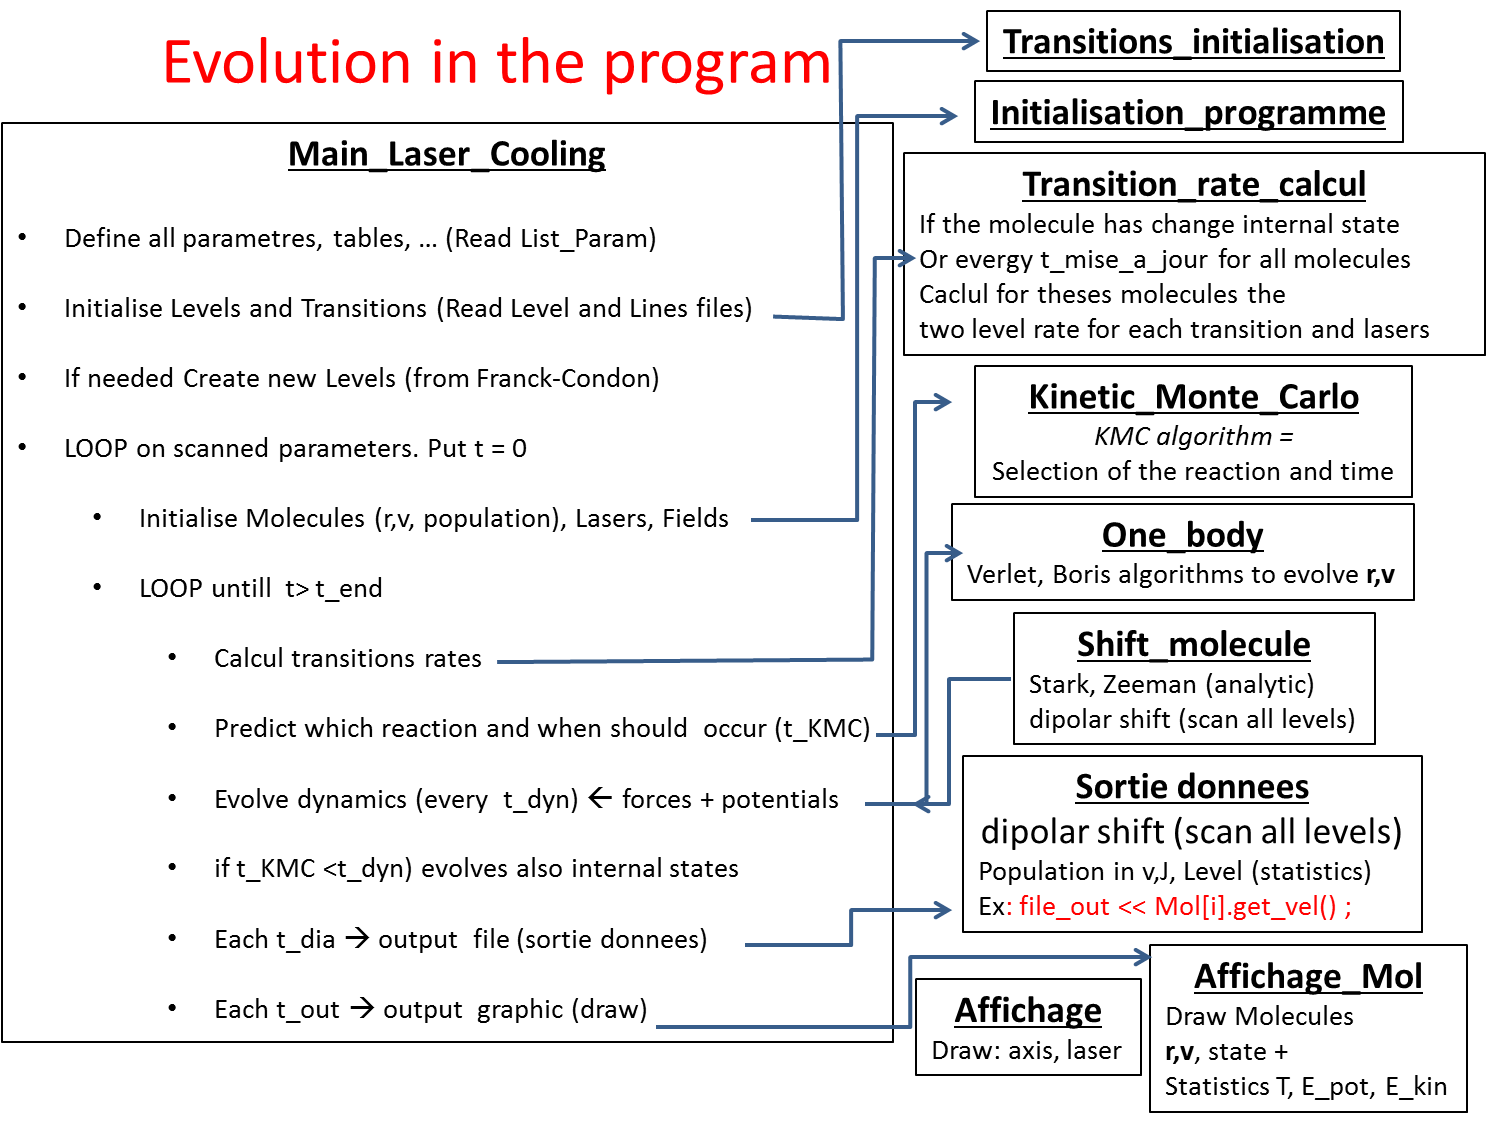 Evolution in the program
Main_Laser_Cooling
• Define all parametres, tables, ... (Read List_Param)
• Initialise Levels and Transitions (Read Level and Lines files)
• If needed Create new Levels (from Franck-Condon)
• LOOP on scanned parameters. Put t = 0
• Initialise Molecules (r,v, population), Lasers, Fields
• LOOP untill t> t_end
• Calcul transitions rates
• Predict which reaction and when should occur (t_KMC)
• Evolve dynamics (every t_dyn) ← forces + potentials
• if t_KMC <t_dyn) evolves also internal states
• Each t_dia → output file (sortie donnees)
• Each t_out → output graphic (draw)
Transitions_initialisation
Initialisation_programme
Transition_rate_calcul
If the molecule has change internal state
Or evergy t_mise_a_jour for all molecules
Caclul for theses molecules the
two level rate for each transition and lasers
Kinetic_Monte_Carlo
KMC algorithm =
Selection of the reaction and time
One_body
Verlet, Boris algorithms to evolve r,v
Shift_molecule
Stark, Zeeman (analytic)
dipolar shift (scan all levels)
Sortie donnees
dipolar shift (scan all levels)
Population in v,J, Level (statistics)
Ex: file_out << Mol[i].get_vel() ;
Affichage
Draw: axis, laser
Affichage_Mol
Draw Molecules
r,v, state +
Statistics T, E_pot, E_kin